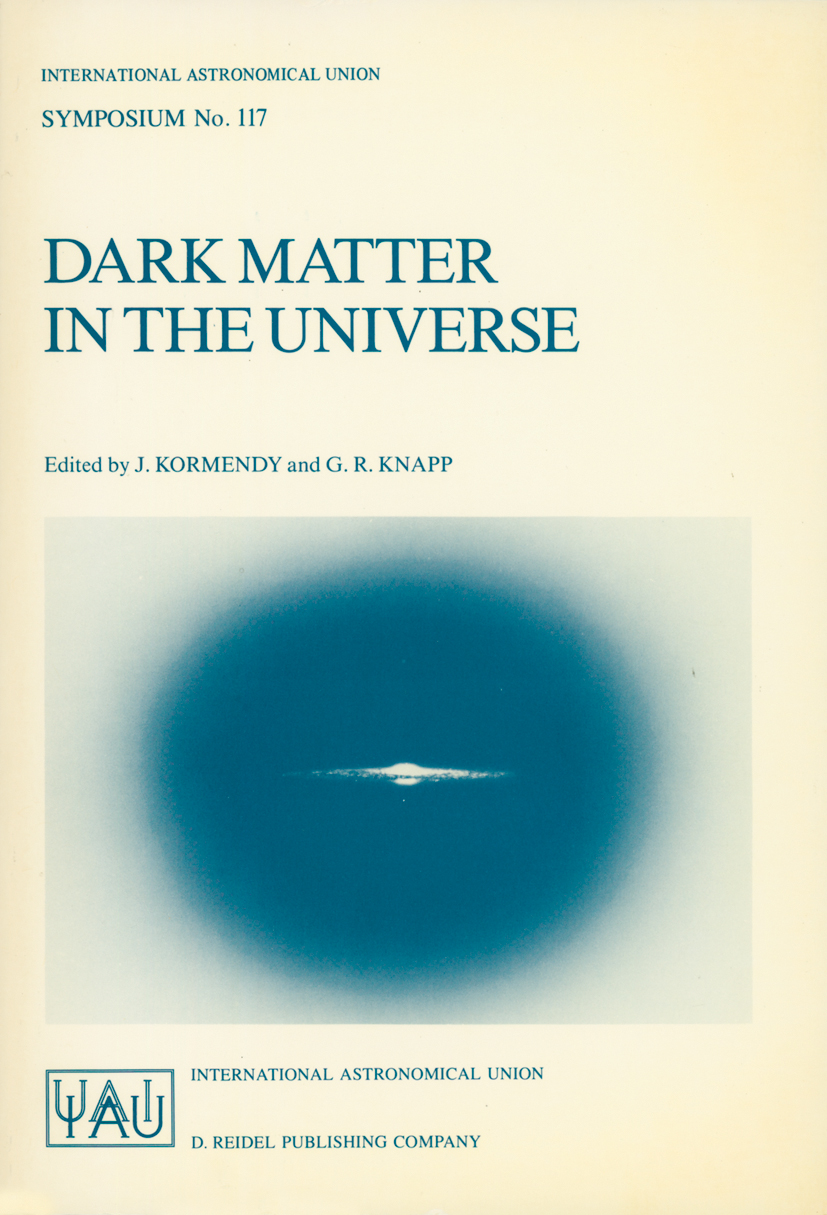 INTERNATIONAL ASTRONOMICAL UNION
SYMPOSIUM No. 117
DARK MATTER
IN THE UNIVERSE
Edited by J. KORMENDY and G. R. KNAPP
IAU
INTERNATIONAL ASTRONOMICAL UNION
D. REIDEL PUBLISHING COMPANY